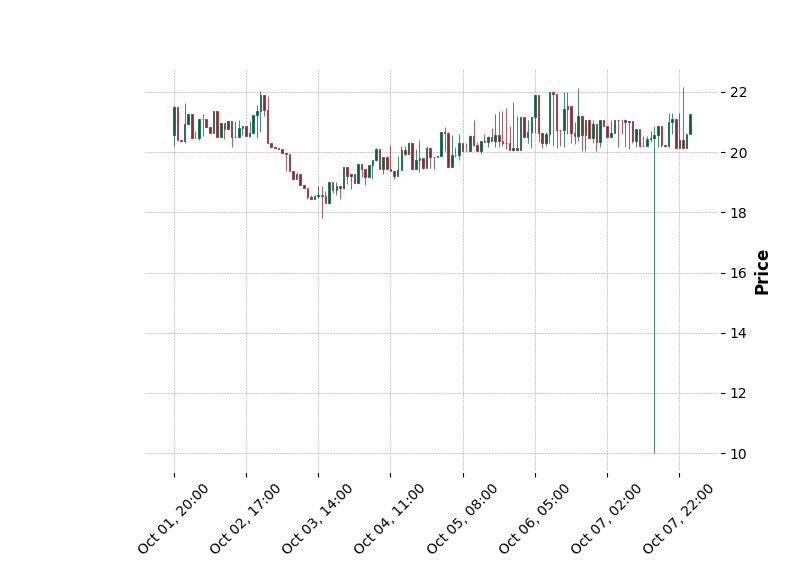 22
20
18
16
14
12
10
Price
Oct 01, 20:00
Oct 02, 17:00
Oct 03, 14:00
Oct 04, 11:00
Oct 05, 08:00
Oct 06, 05:00
Oct 07, 02:00
Oct 07, 22:00